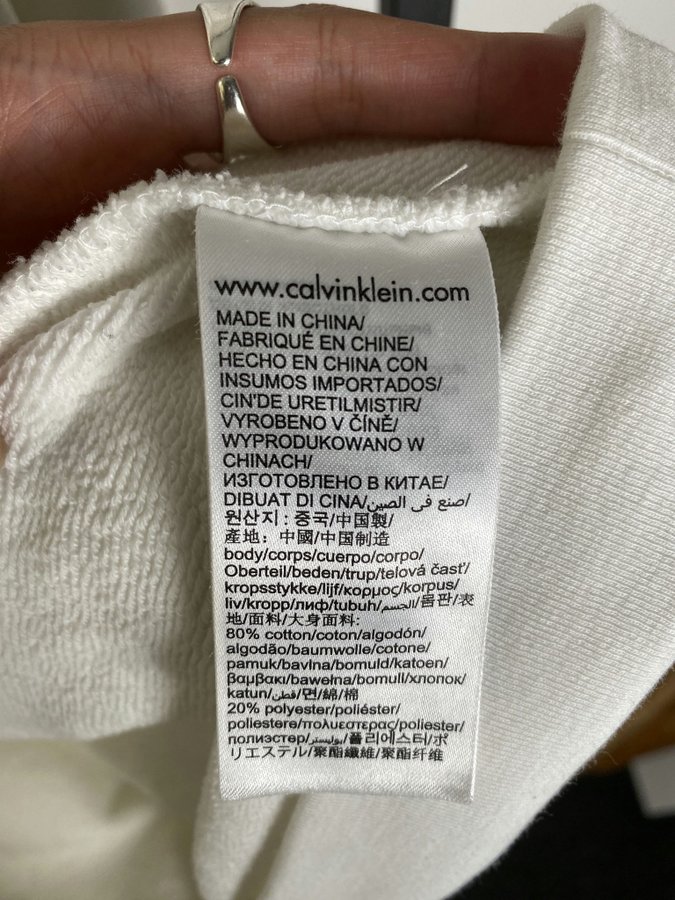 www.calvinklein.com
MADE IN CHINA/
FABRIQUÉ EN CHINE/
HECHO EN CHINA CON
INSUMOS IMPORTADOS/
CIN'DE URETILMISTIR/
VYROBENO V ČÍNĚ/
WYPRODUKOWANO W
CHINACH/
ИЗГОТОВЛЕНО В КИТАЕ/
DIBUAT DI CINA/صنع في الصين/
원산지 : 중국/中国製/
產地: 中國/中国制造
body/corps/cuerpo/corpo/
Oberteil/beden/trup/telová časť/
kropsstykke/lijf/κορμος/korpus/
liv/kropp/лиф/tubuh/الجسم/몸판/表
地/面料/大身面料:
80% cotton/coton/algodón/
algodão/baumwolle/cotone/
pamuk/bavlna/bomuld/katoen/
βαμβακι/bawełna/bomull/хлопок/
katun/قطن/면/綿/棉
20% polyester/poliéster/
poliestere/πολυεστερας/poliester/
полиэстер/بوليستر/폴리에스터/ポ
リエステル/聚酯纖維/聚酯纤维